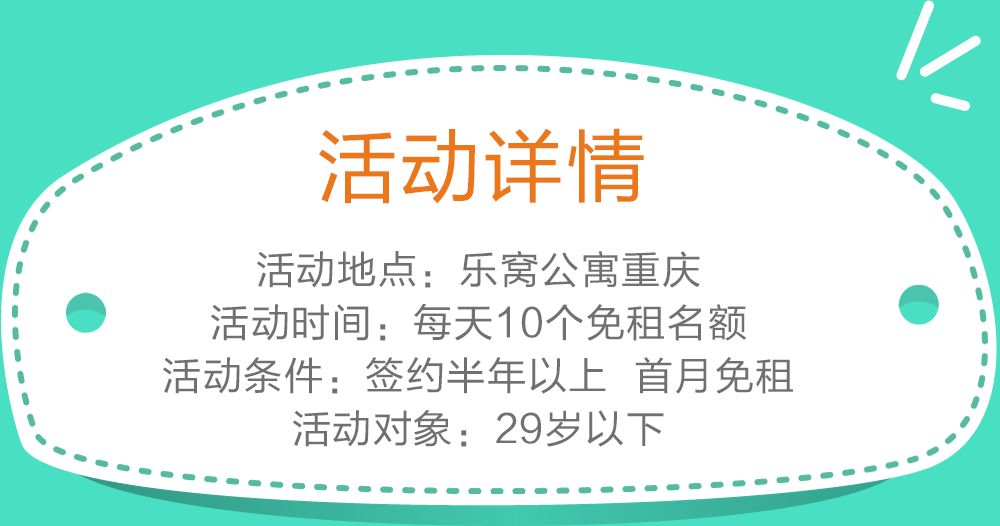 活动详情
活动地点：乐窝公寓重庆
活动时间：每天10个免租名额
活动条件：签约半年以上 首月免租
活动对象：29岁以下